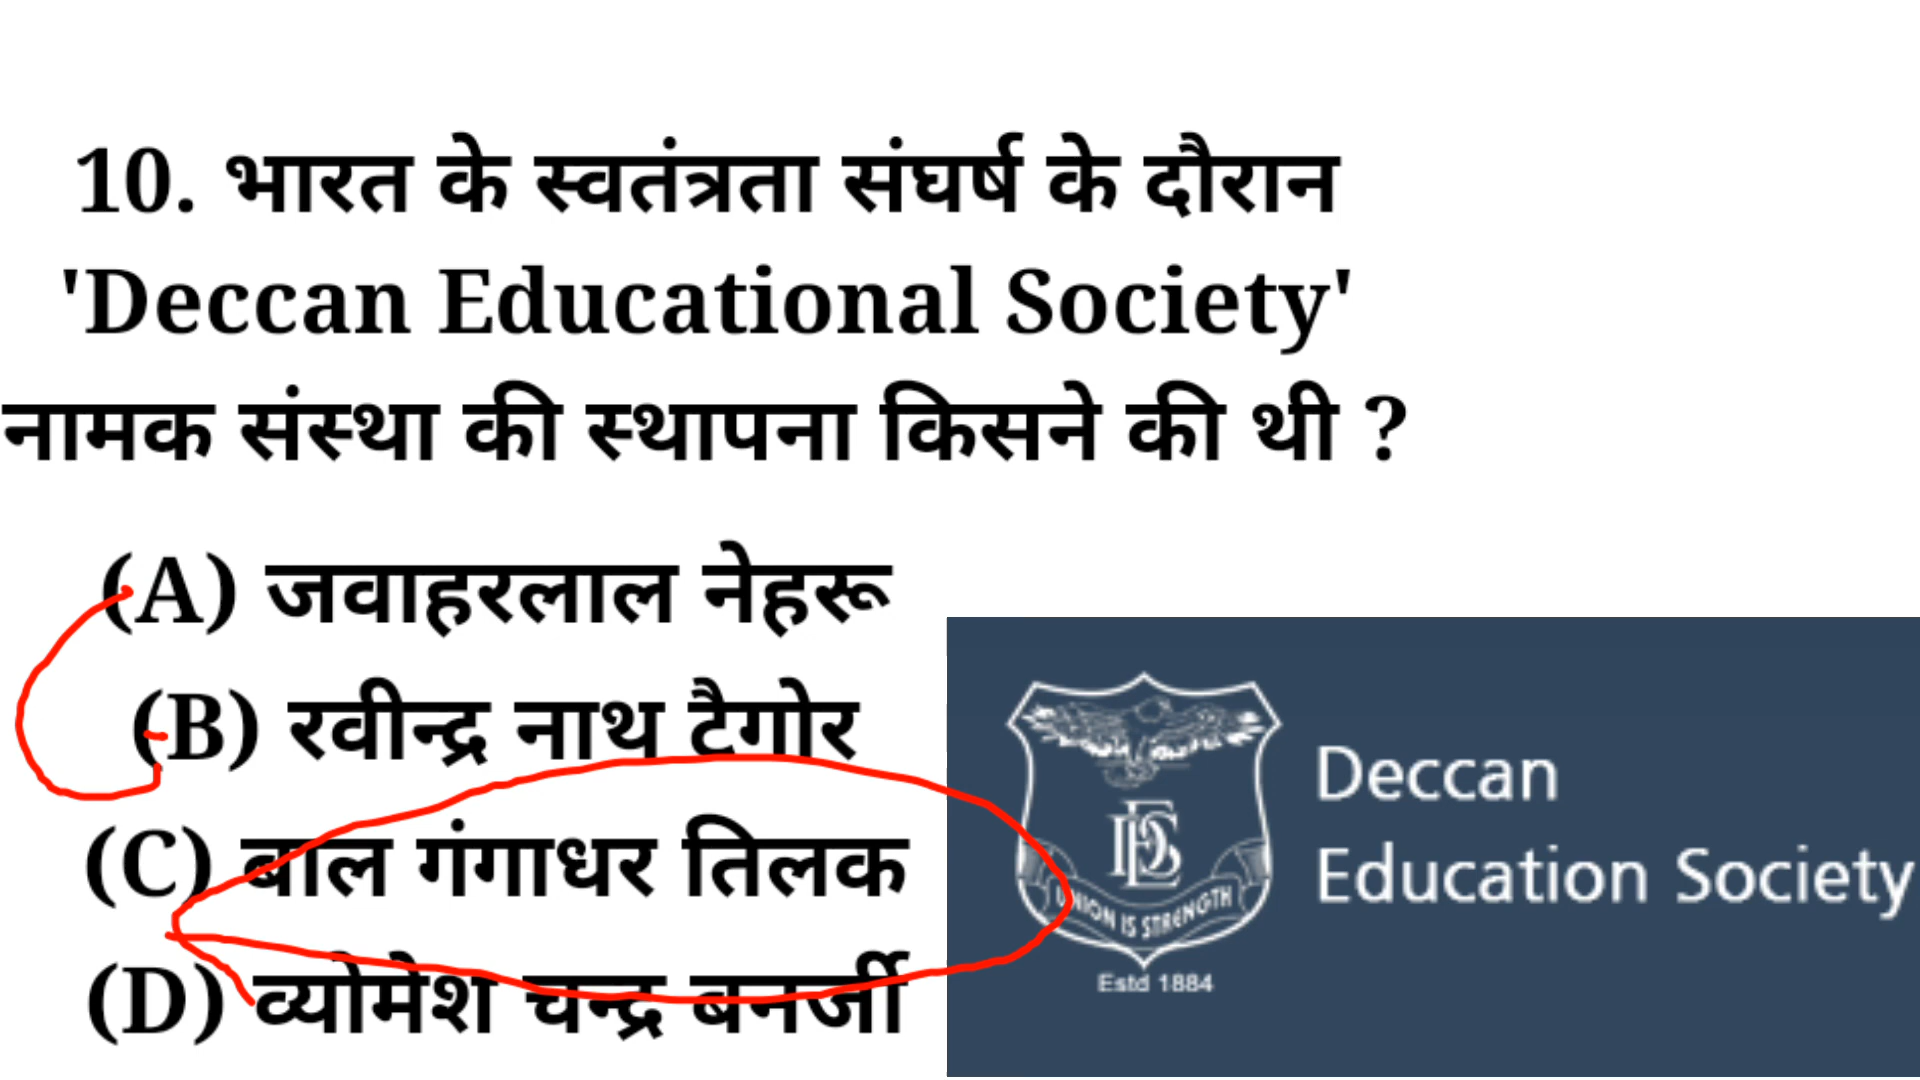 10. भारत के स्वतंत्रता संघर्ष के दौरान
'Deccan Educational Society'
नामक संस्था की स्थापना किसने की थी ?
(A) जवाहरलाल नेहरू
(B) रवीन्द्र नाथ टैगोर
(C) बाल गंगाधर तिलक
(D) व्योमेश चन्द्र बनर्जी
DES
UNION IS STRENGTH
Estd 1884
Deccan
Education Society